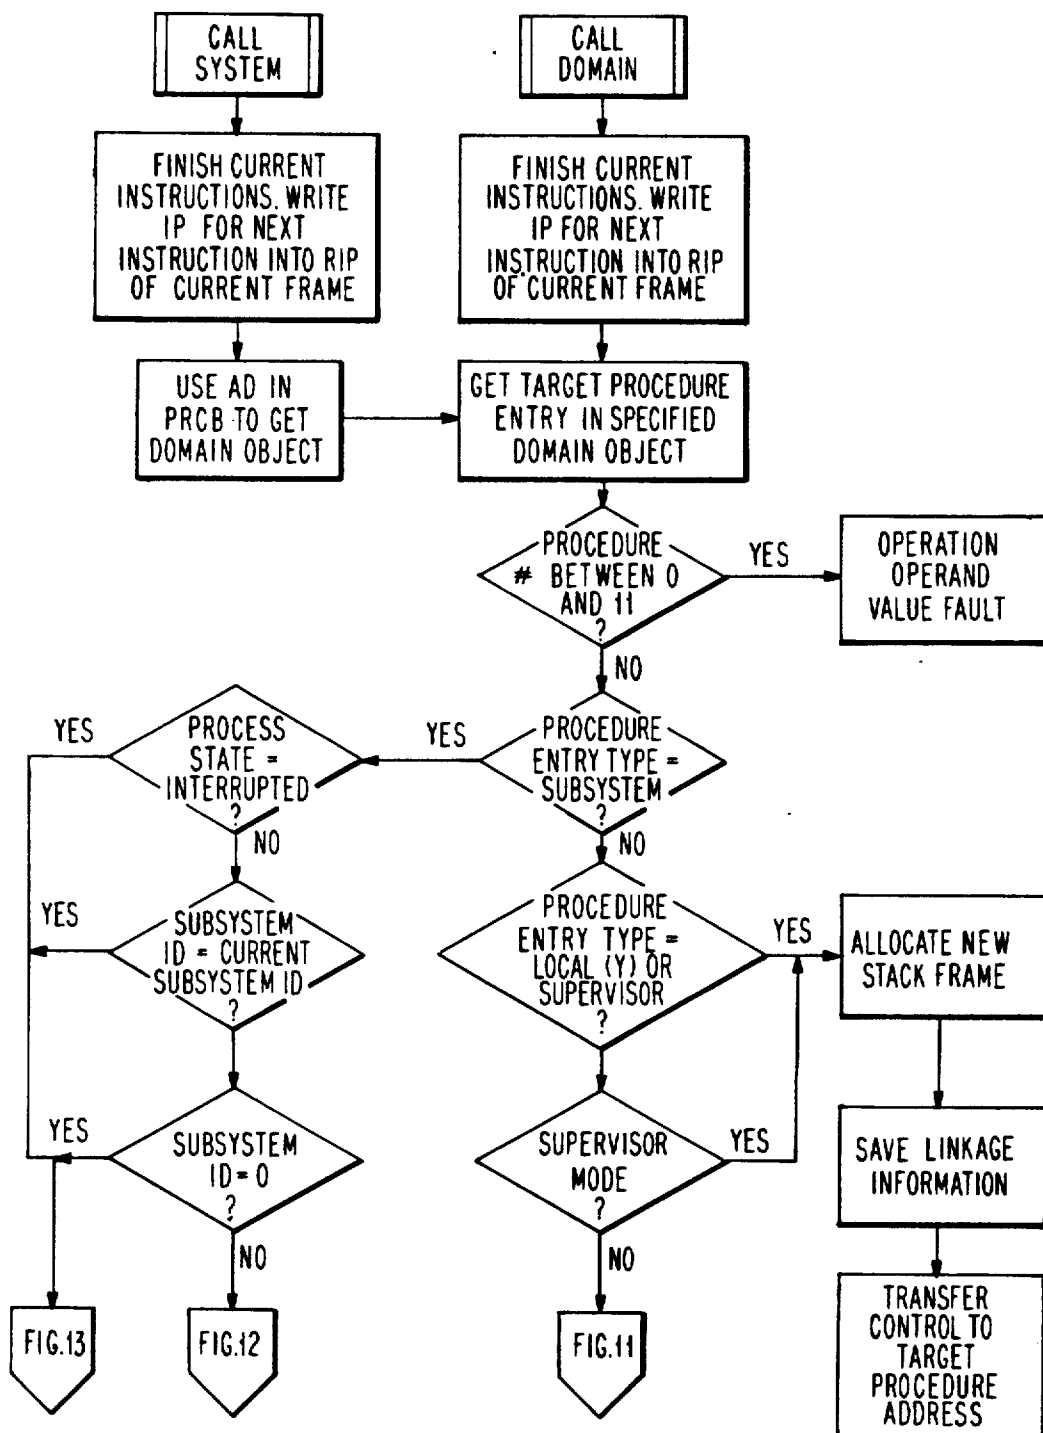 CALL
SYSTEM
CALL
DOMAIN
FINISH CURRENT
INSTRUCTIONS. WRITE
IP FOR NEXT
INSTRUCTION INTO RIP
OF CURRENT FRAME
FINISH CURRENT
INSTRUCTIONS. WRITE
IP FOR NEXT
INSTRUCTION INTO RIP
OF CURRENT FRAME
USE AD IN
PRCB TO GET
DOMAIN OBJECT
GET TARGET PROCEDURE
ENTRY IN SPECIFIED
DOMAIN OBJECT
PROCEDURE
# BETWEEN 0
AND 11
?
YES
OPERATION
OPERAND
VALUE FAULT
NO
PROCEDURE
ENTRY TYPE =
SUBSYSTEM
?
YES
PROCESS
STATE =
INTERRUPTED
?
YES
NO
NO
SUBSYSTEM
ID = CURRENT
SUBSYSTEM ID
?
YES
PROCEDURE
ENTRY TYPE =
LOCAL (Y) OR
SUPERVISOR
?
YES
ALLOCATE NEW
STACK FRAME
SUBSYSTEM
ID = 0
?
YES
NO
SUPERVISOR
MODE
?
YES
NO
SAVE LINKAGE
INFORMATION
TRANSFER
CONTROL TO
TARGET
PROCEDURE
ADDRESS
FIG.13
FIG.12
FIG.11